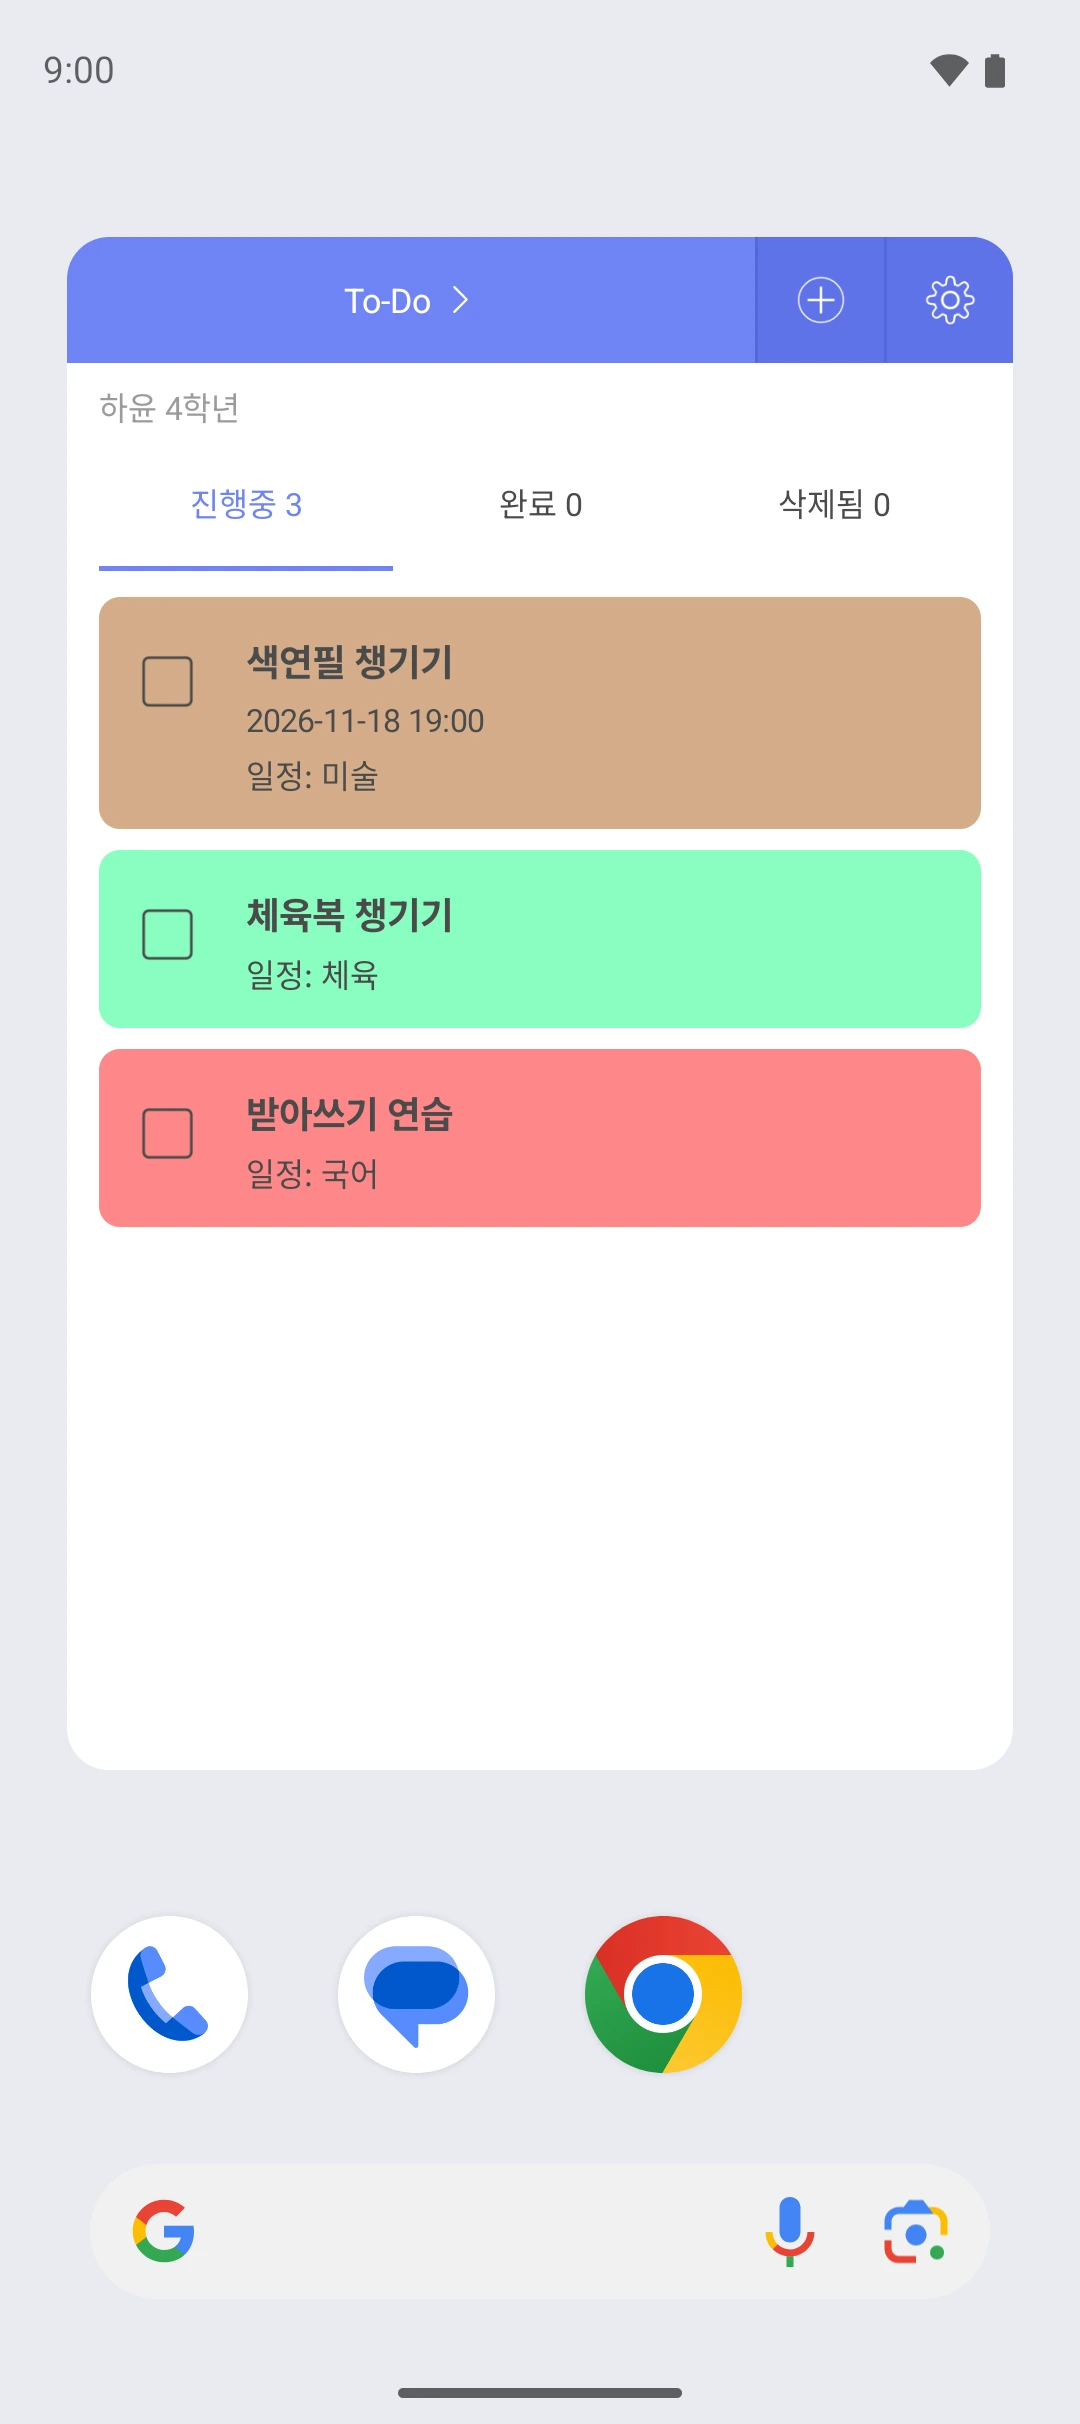 9:00
To-Do
하윤 4학년
진행중 3
완료 0
삭제됨 0
색연필 챙기기
2026-11-18 19:00
일정: 미술
체육복 챙기기
일정: 체육
받아쓰기 연습
일정: 국어